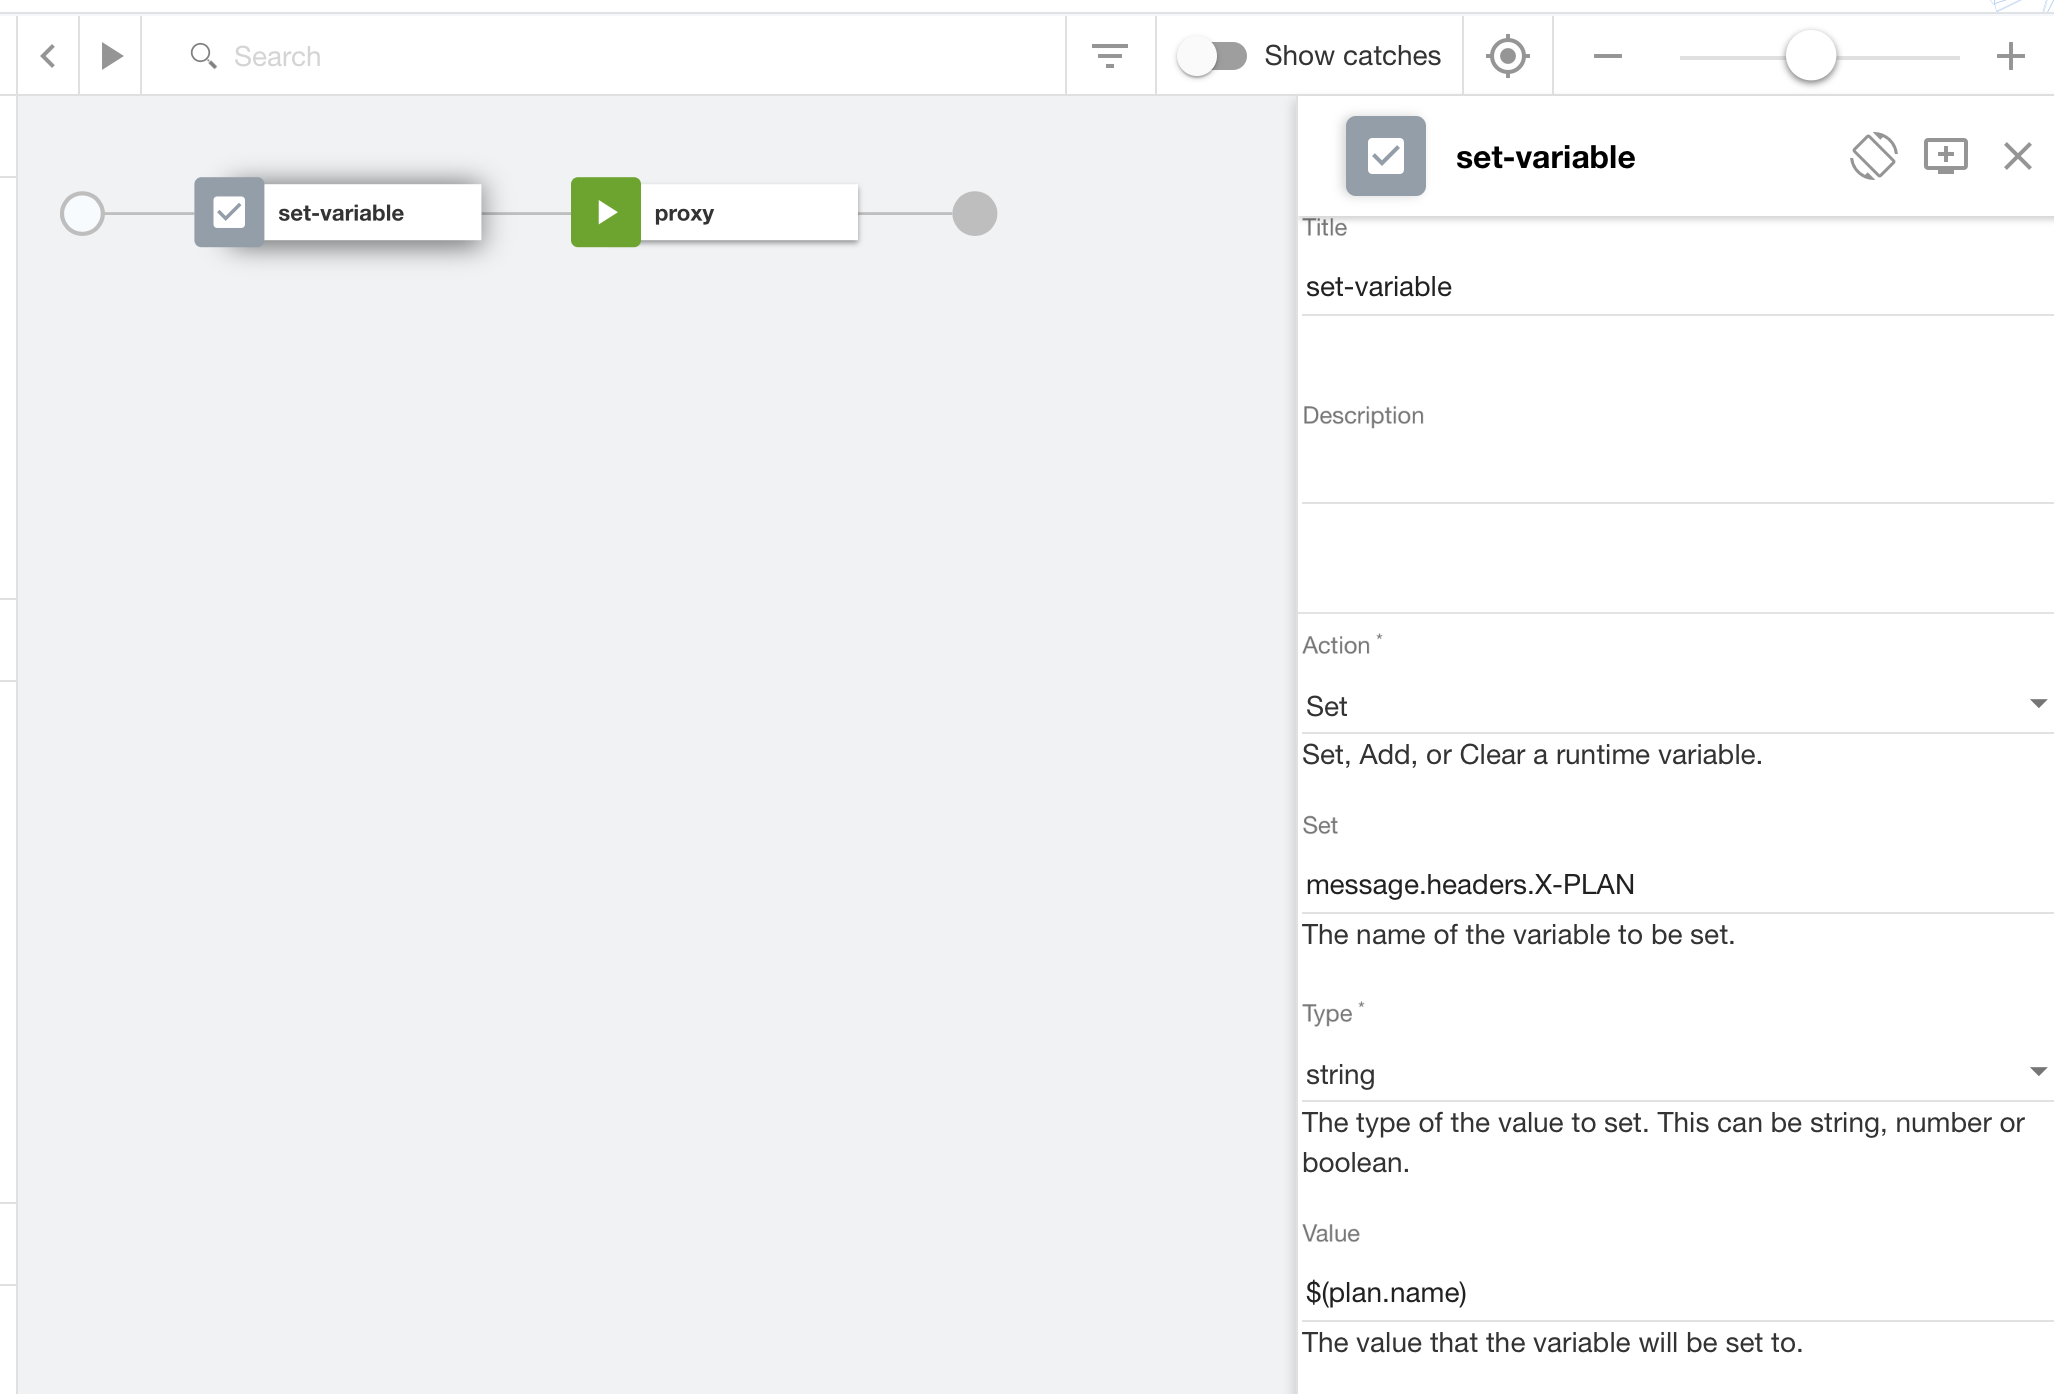 Search
Show catches
set-variable
proxy
set-variable
Title
set-variable
Description
Action *
Set
Set, Add, or Clear a runtime variable.
Set
message.headers.X-PLAN
The name of the variable to be set.
Type *
string
The type of the value to set. This can be string, number or
boolean.
Value
$(plan.name)
The value that the variable will be set to.